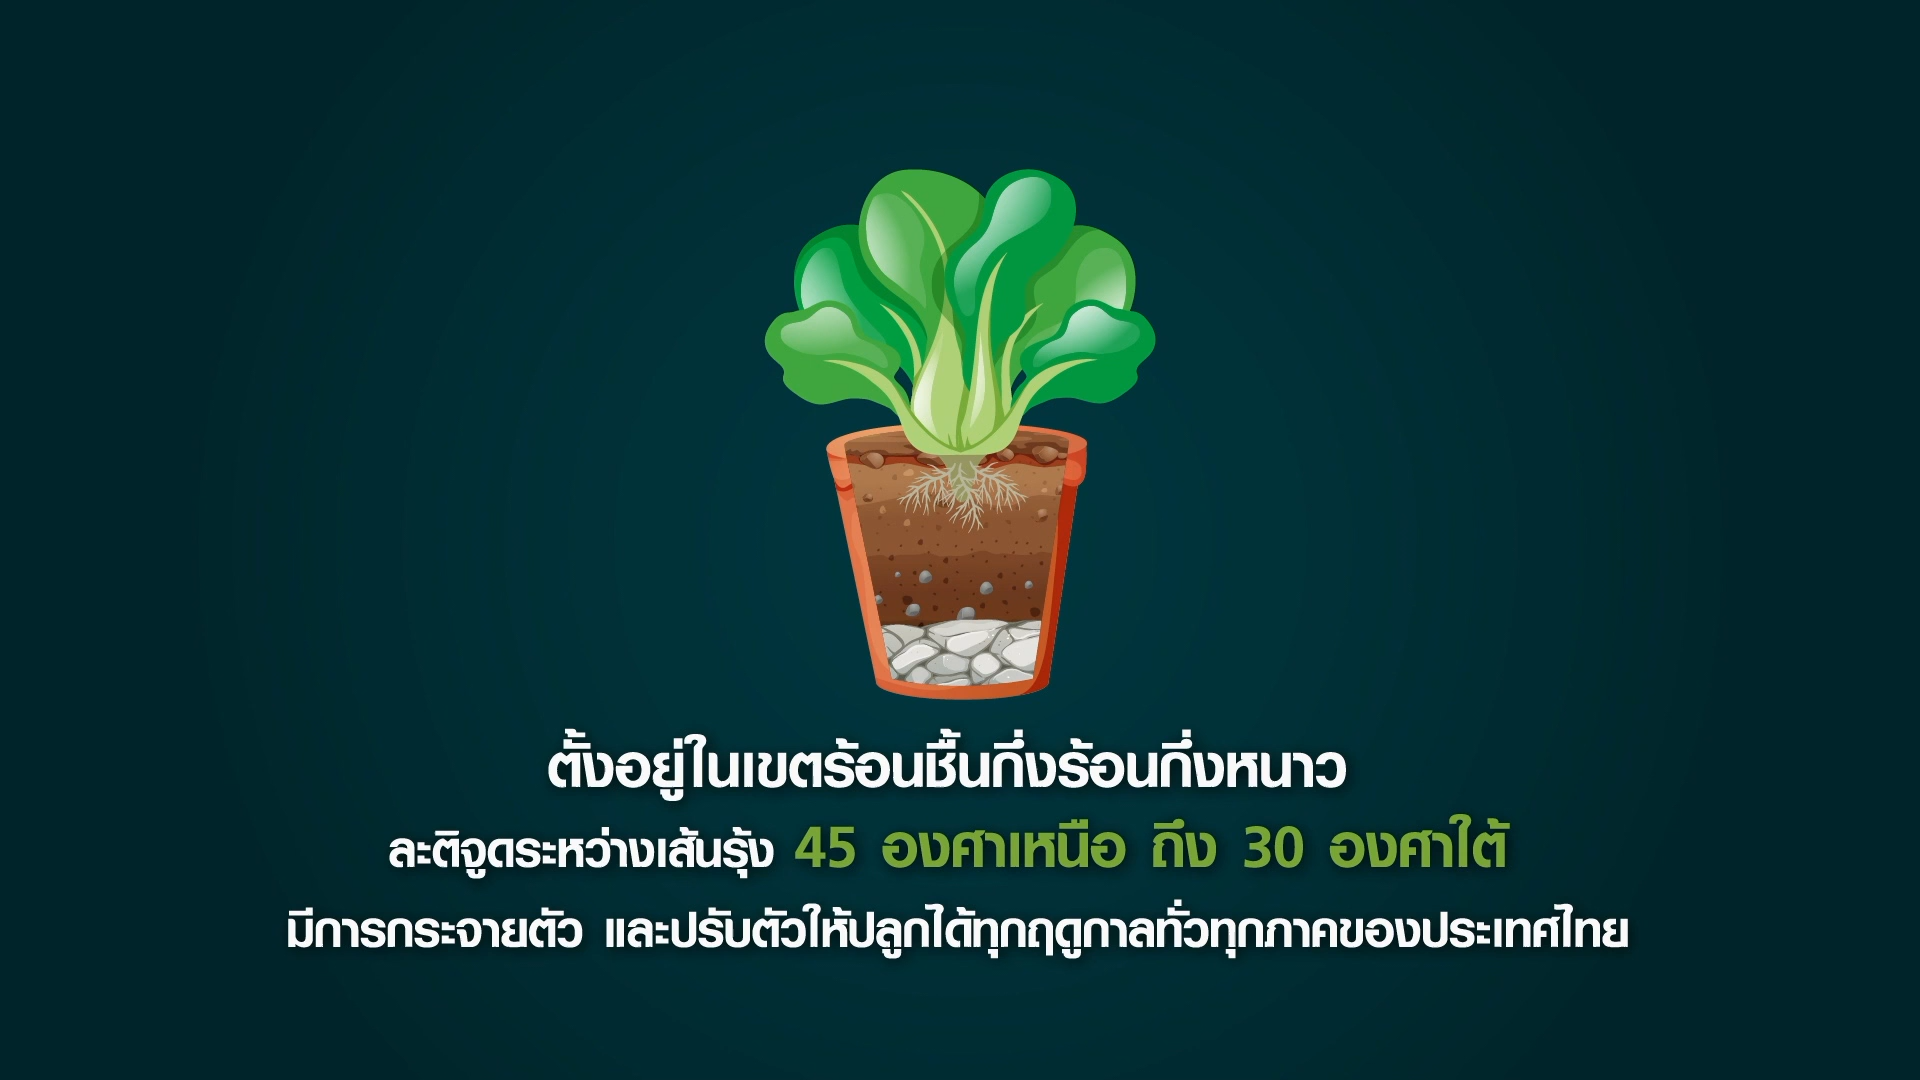 ตั้งอยู่ในเขตร้อนชื้นกึ่งร้อนกึ่งหนาว
ละติจูดระหว่างเส้นรุ้ง 45 องศาเหนือ ถึง 30 องศาใต้
มีการกระจายตัว และปรับตัวให้ปลูกได้ทุกฤดูกาลทั่วทุกภาคของประเทศไทย